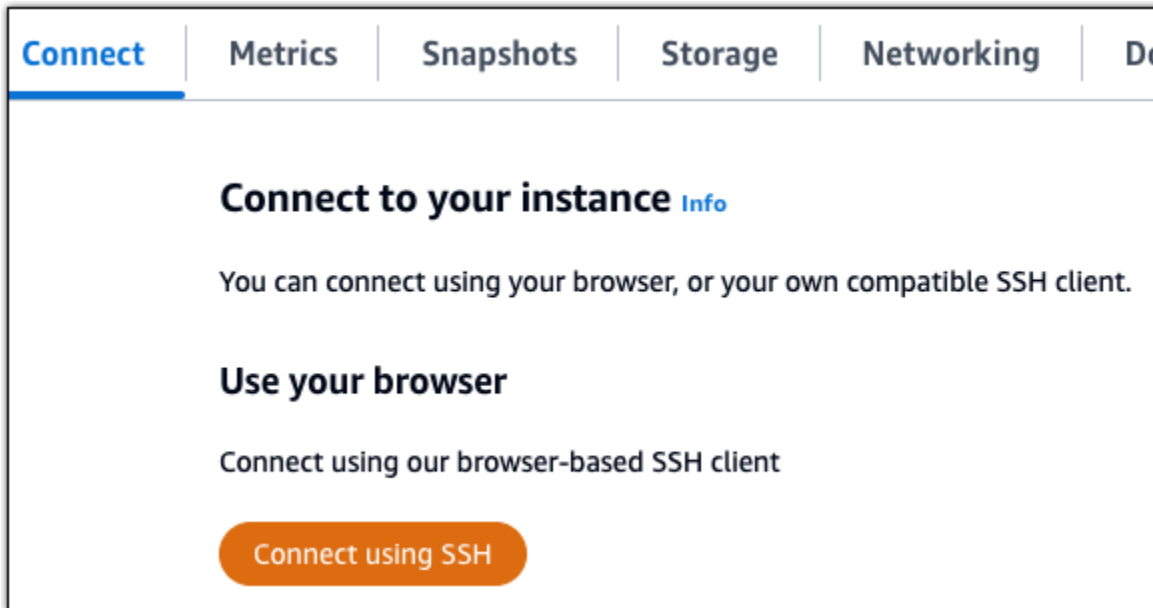 Connect Metrics Snapshots Storage Networking
Connect to your instance Info
You can connect using your browser, or your own compatible SSH client.
Use your browser
Connect using our browser-based SSH client
Connect using SSH